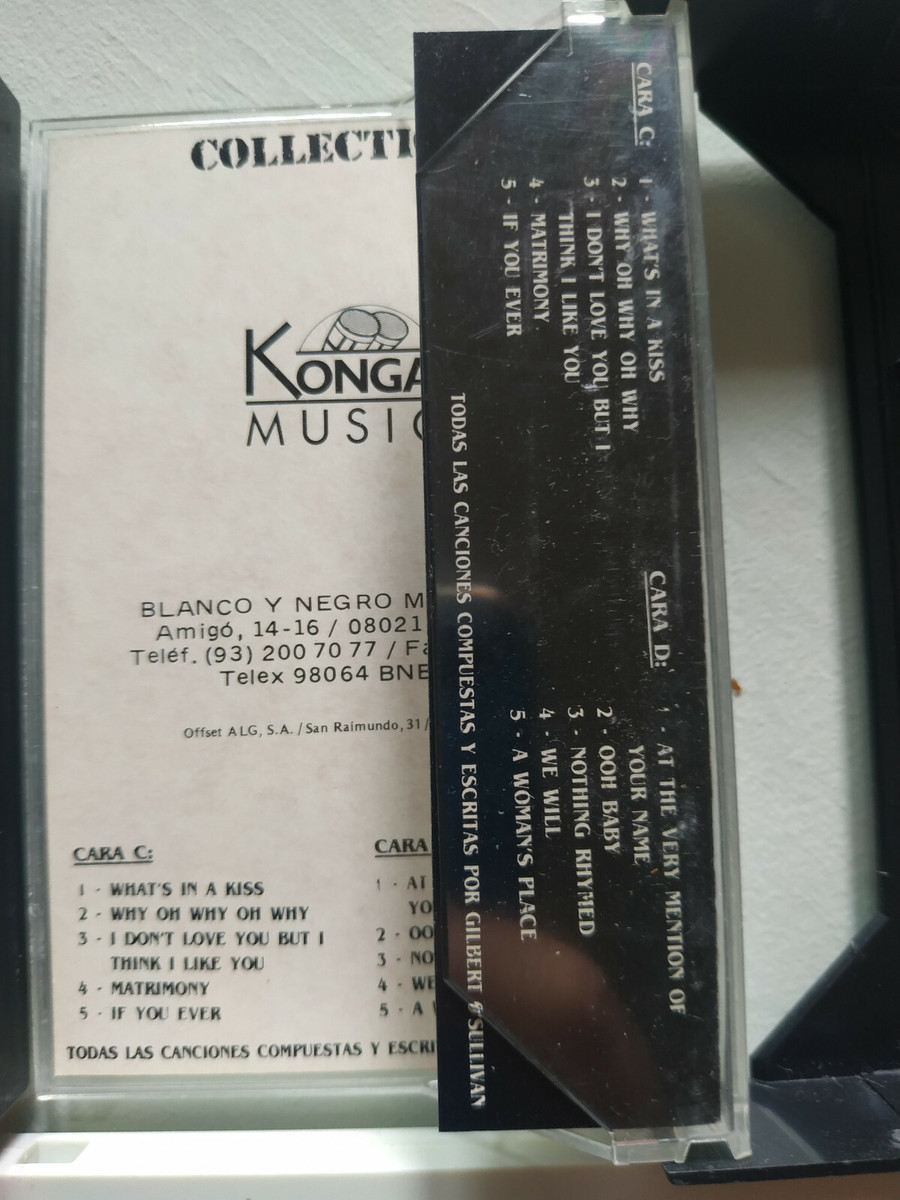 COLLECTI
KONGA
MUSIC
BLANCO Y NEGRO M
Amigó, 14-16 / 08021
Teléf. (93) 200 70 77 / Fa
Telex 98064 BNE
Offset ALG, S.A. / San Raimundo, 31/
CARA C:
1 - WHAT'S IN A KISS
2 - WHY OH WHY OH WHY
3 - I DON'T LOVE YOU BUT I
THINK I LIKE YOU
4 - MATRIMONY
5 - IF YOU EVER
CARA
1 - AT
YO
2 - OO
3 - NO
4 - WE
5 - A
TODAS LAS CANCIONES COMPUESTAS Y ESCRI
CARA C:
1 - WHAT'S IN A KISS
2 - WHY OH WHY OH WHY
3 - I DON'T LOVE YOU BUT I
THINK I LIKE YOU
4 - MATRIMONY
5 - IF YOU EVER
CARA D:
1 - AT THE VERY MENTION OF
YOUR NAME
2 - OOH BABY
3 - NOTHING RHYMED
4 - WE WILL
5 - A WOMAN'S PLACE
TODAS LAS CANCIONES COMPUESTAS Y ESCRITAS POR GILBERT O'SULLIVAN